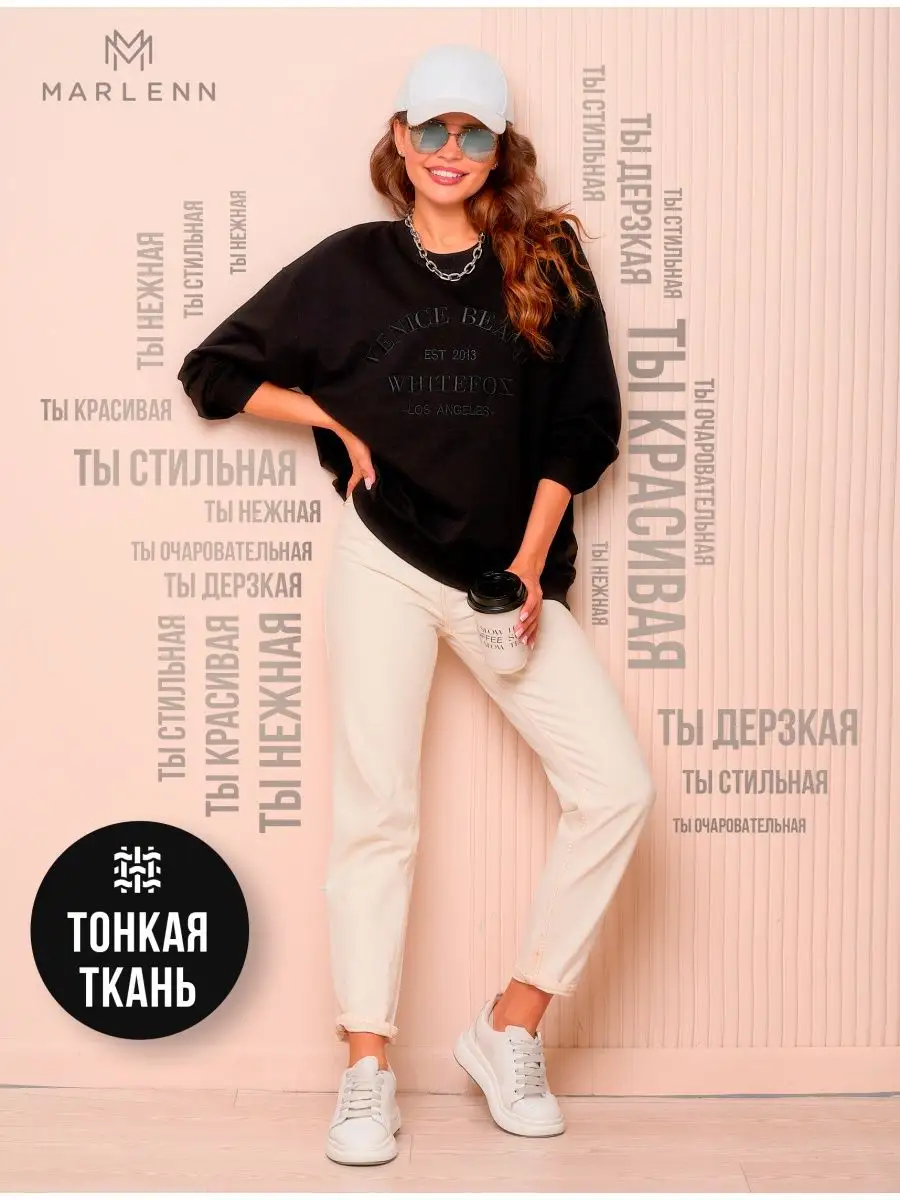 MARLENN
ТЫ НЕЖНАЯ
ТЫ СТИЛЬНАЯ
ТЫ НЕЖНАЯ
ТЫ СТИЛЬНАЯ
ТЫ ДЕРЗКАЯ
ТЫ СТИЛЬНАЯ
VENICE BEACH
EST 2013
WHITEFOX
-LOS ANGELES-
ТЫ КРАСИВАЯ
ТЫ ОЧАРОВАТЕЛЬНАЯ
ТЫ КРАСИВАЯ
ТЫ СТИЛЬНАЯ
ТЫ НЕЖНАЯ
ТЫ ОЧАРОВАТЕЛЬНАЯ
ТЫ ДЕРЗКАЯ
ТЫ НЕЖНАЯ
ТЫ СТИЛЬНАЯ
ТЫ КРАСИВАЯ
ТЫ НЕЖНАЯ
SLOW
SLOW
ТЫ ДЕРЗКАЯ
ТЫ СТИЛЬНАЯ
ТЫ ОЧАРОВАТЕЛЬНАЯ
ТОНКАЯ
ТКАНЬ